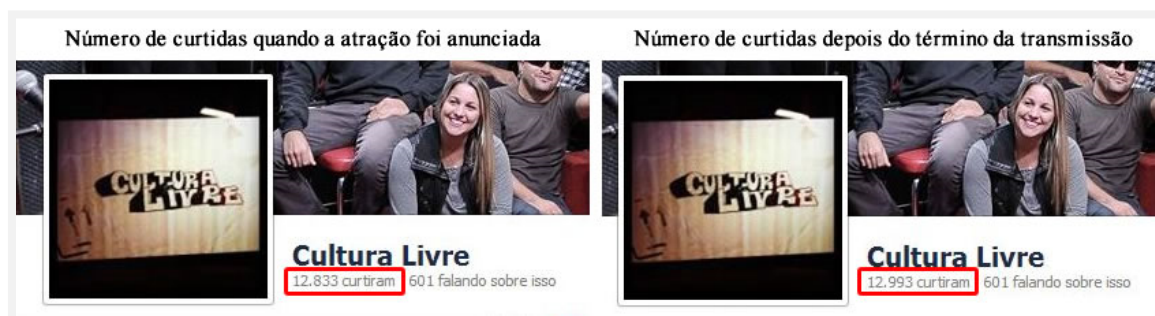 Número de curtidas quando a atração foi anunciada
CULTURA
LIVRE
Cultura Livre
12.833 curtiram 601 falando sobre isso
Número de curtidas depois do término da transmissão
CULTURA
LIVRE
Cultura Livre
12.993 curtiram 601 falando sobre isso